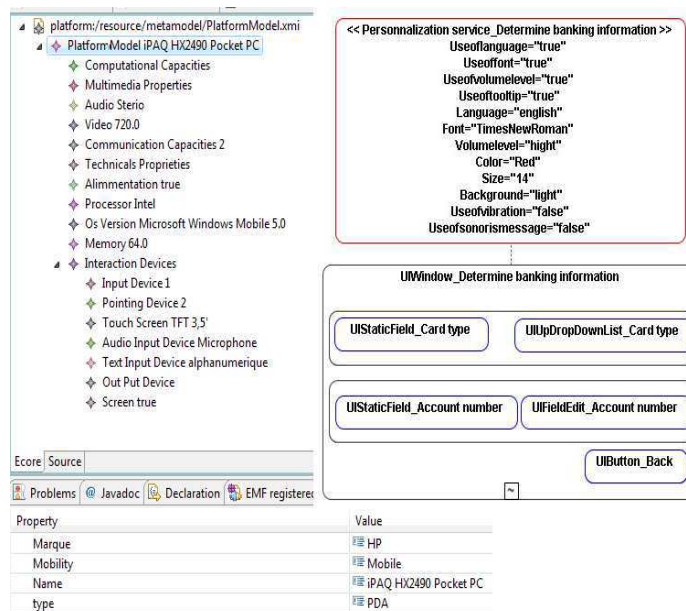 platform:/resource/metamodel/PlatformModel.xmi
PlatformModel iPAQ HX2490 Pocket PC
Computational Capacities
Multimedia Properties
Audio Sterio
Video 720.0
Communication Capacities 2
Technicals Proprieties
Alimmentation true
Processor Intel
Os Version Microsoft Windows Mobile 5.0
Memory 64.0
Interaction Devices
Input Device 1
Pointing Device 2
Touch Screen TFT 3,5'
Audio Input Device Microphone
Text Input Device alphanumerique
Out Put Device
Screen true
Ecore Source
Problems @ Javadoc Declaration EMF registered
Property Value
Marque HP
Mobility Mobile
Name iPAQ HX2490 Pocket PC
type PDA
<< Personnalization service_Determine banking information >>
Useoflanguage="true"
Useoffont="true"
Useofvolumelevel="true"
Useoftooltip="true"
Language="english"
Font="TimesNewRoman"
Volumelevel="hight"
Color="Red"
Size="14"
Background="light"
Useofvibration="false"
Useofsonorismessage="false"
UIWindow_Determine banking information
UIStaticField_Card type
UIUpDropDownList_Card type
UIStaticField_Account number
UIFieldEdit_Account number
UIButton_Back
~